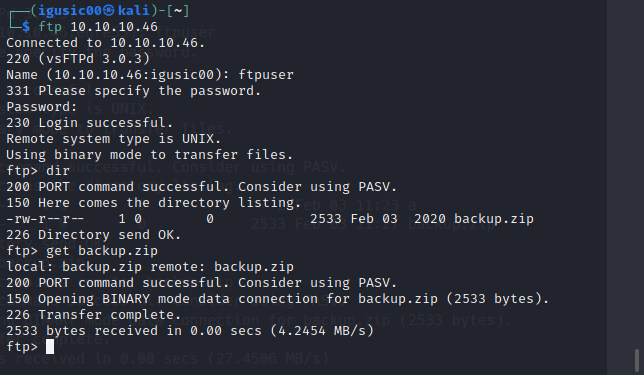 ┌──(igusic00㉿kali)-[~]
└─$ ftp 10.10.10.46
Connected to 10.10.10.46.
220 (vsFTPd 3.0.3)
Name (10.10.10.46:igusic00): ftpuser
331 Please specify the password.
Password:
230 Login successful.
Remote system type is UNIX.
Using binary mode to transfer files.
ftp> dir
200 PORT command successful. Consider using PASV.
150 Here comes the directory listing.
-rw-r--r--    1 0        0            2533 Feb 03  2020 backup.zip
226 Directory send OK.
ftp> get backup.zip
local: backup.zip remote: backup.zip
200 PORT command successful. Consider using PASV.
150 Opening BINARY mode data connection for backup.zip (2533 bytes).
226 Transfer complete.
2533 bytes received in 0.00 secs (4.2454 MB/s)
ftp>